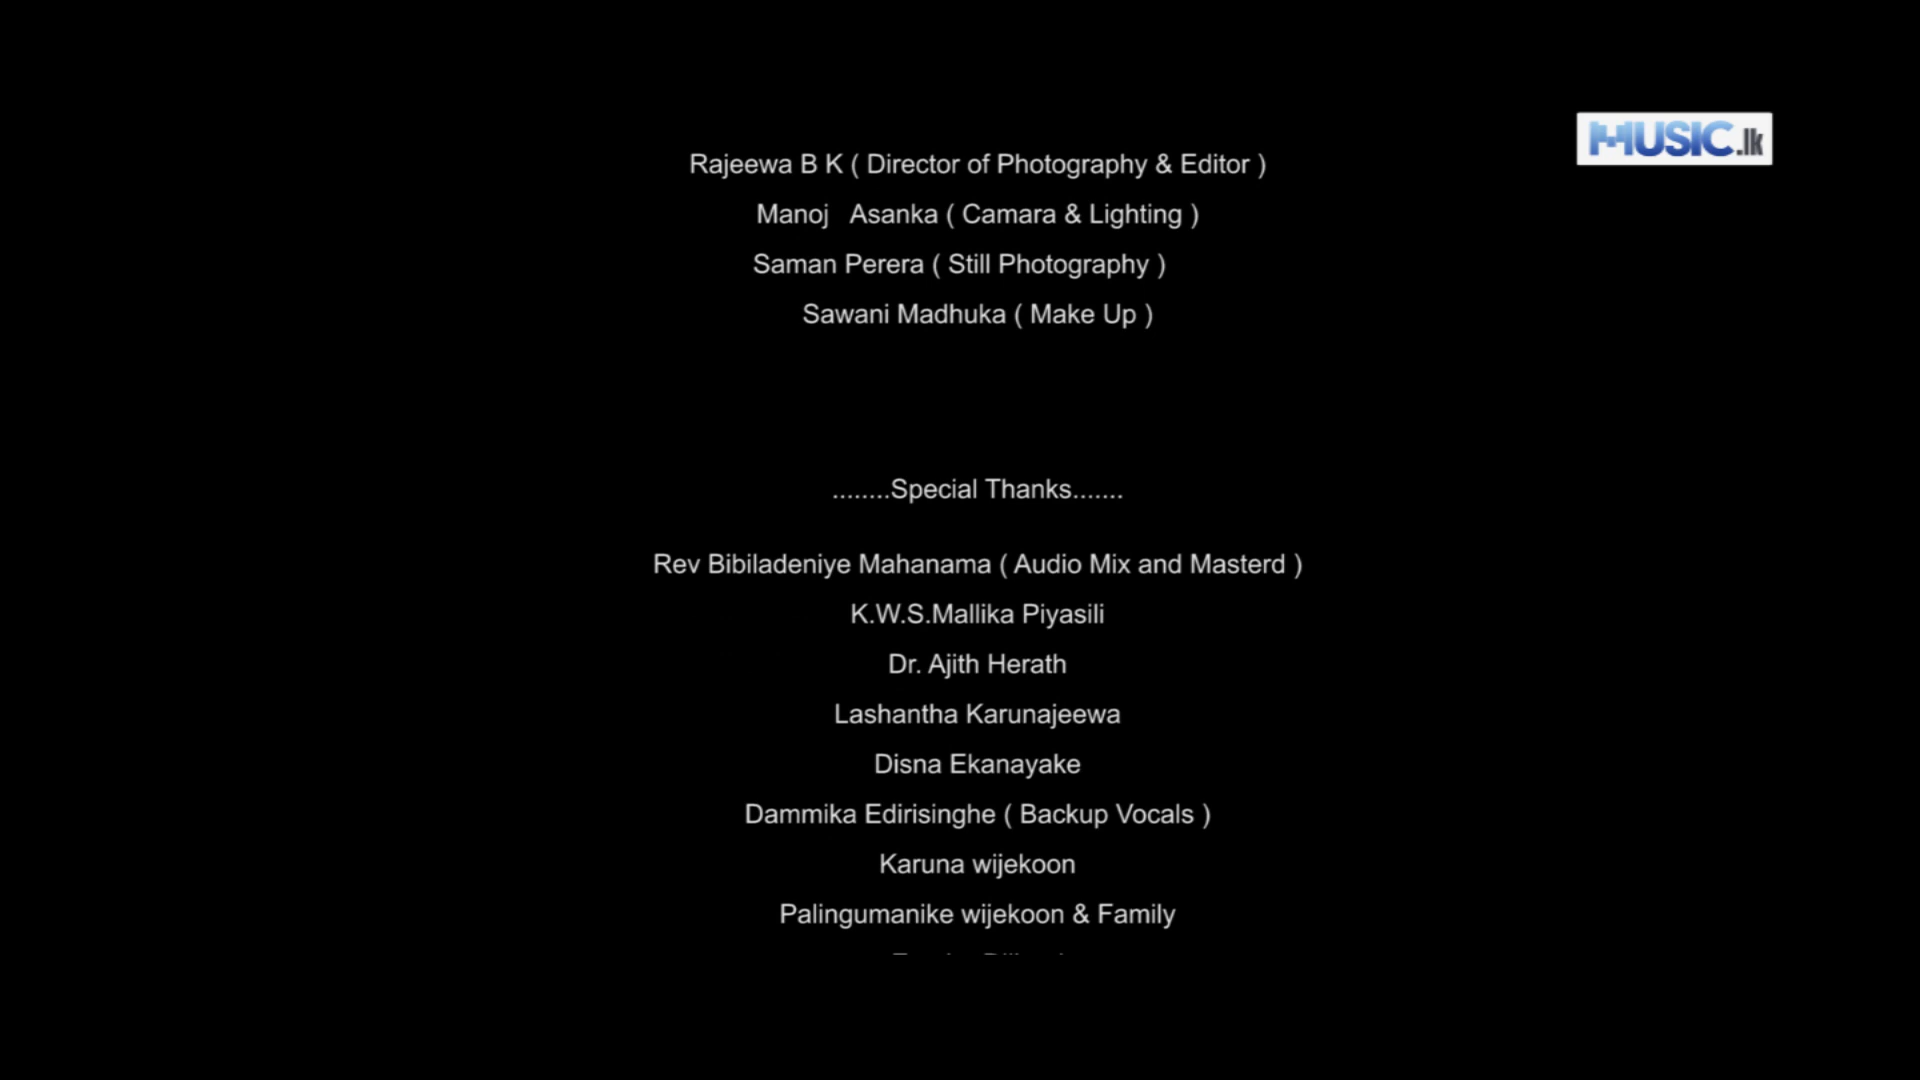 MUSIC.lk
Rajeewa B K ( Director of Photography & Editor )
Manoj   Asanka ( Camara & Lighting )
Saman Perera ( Still Photography )
Sawani Madhuka ( Make Up )
........Special Thanks.......
Rev Bibiladeniye Mahanama ( Audio Mix and Masterd )
K.W.S.Mallika Piyasili
Dr. Ajith Herath
Lashantha Karunajeewa
Disna Ekanayake
Dammika Edirisinghe ( Backup Vocals )
Karuna wijekoon
Palingumanike wijekoon & Family